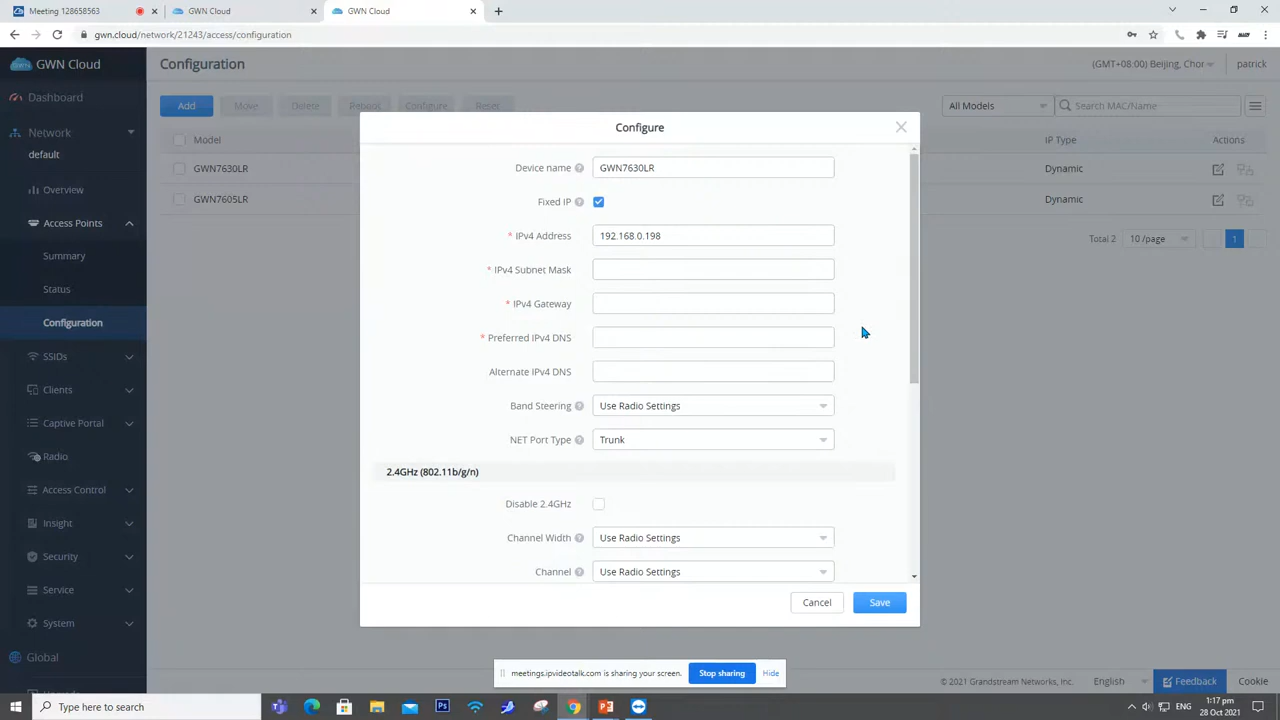 Meeting 128658563
GWN Cloud
GWN Cloud
gwn.cloud/network/21243/access/configuration
GWN Cloud
Configuration
(GMT+08:00) Beijing, Chor
patrick
Dashboard
Network
default
Overview
Access Points
Summary
Status
Configuration
SSIDs
Clients
Captive Portal
Radio
Access Control
Insight
Security
Service
System
Global
Add
Move
Delete
Reboot
Configure
Reset
All Models
Search MAC/Name
Model
IP Type
Actions
GWN7630LR
Dynamic
GWN7605LR
Dynamic
Total 2
10 /page
1
Configure
Device name
GWN7630LR
Fixed IP
* IPv4 Address
192.168.0.198
* IPv4 Subnet Mask
* IPv4 Gateway
* Preferred IPv4 DNS
Alternate IPv4 DNS
Band Steering
Use Radio Settings
NET Port Type
Trunk
2.4GHz (802.11b/g/n)
Disable 2.4GHz
Channel Width
Use Radio Settings
Channel
Use Radio Settings
Cancel
Save
meetings.ipvideotalk.com is sharing your screen.
Stop sharing
Hide
© 2021 Grandstream Networks, Inc.
English
Feedback
Cookie
Type here to search
ENG
1:17 pm
28 Oct 2021